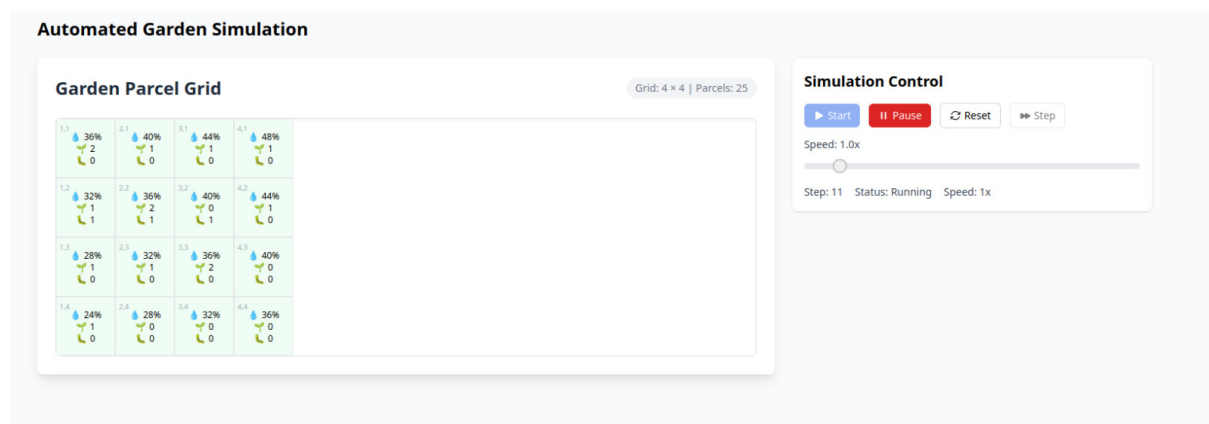 Automated Garden Simulation
Garden Parcel Grid
Grid: 4 × 4 | Parcels: 25
1,1 36% 2 0
2,1 40% 1 0
3,1 44% 1 0
4,1 48% 1 0
1,2 32% 1 1
2,2 36% 2 1
3,2 40% 0 1
4,2 44% 1 0
1,3 28% 1 0
2,3 32% 1 0
3,3 36% 2 0
4,3 40% 0 0
1,4 24% 1 0
2,4 28% 0 0
3,4 32% 0 0
4,4 36% 0 0
Simulation Control
Start Pause Reset Step
Speed: 1.0x
Step: 11 Status: Running Speed: 1x